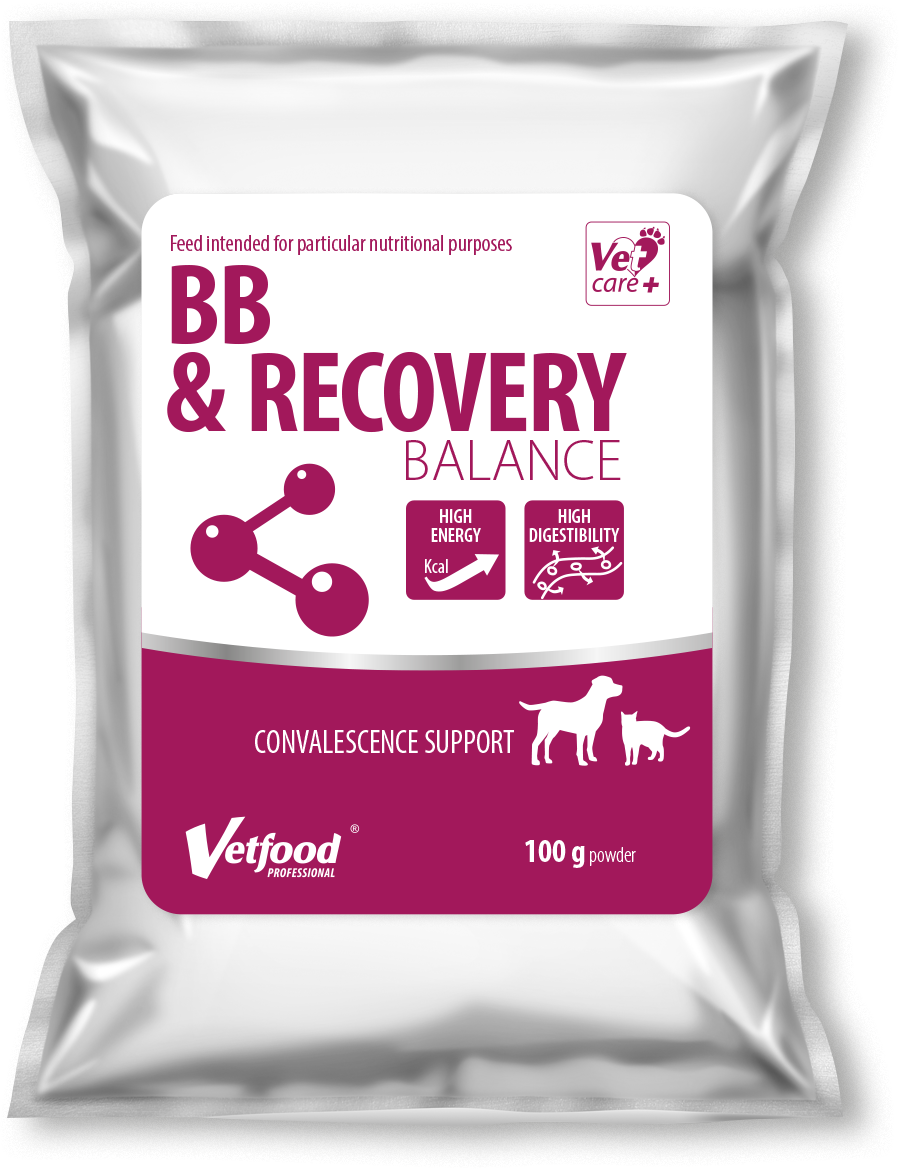 Feed intended for particular nutritional purposes
Vet
care +
BB
& RECOVERY
BALANCE
HIGH
ENERGY
Kcal
HIGH
DIGESTIBILITY
CONVALESCENCE SUPPORT
Vetfood ®
PROFESSIONAL
100 g powder